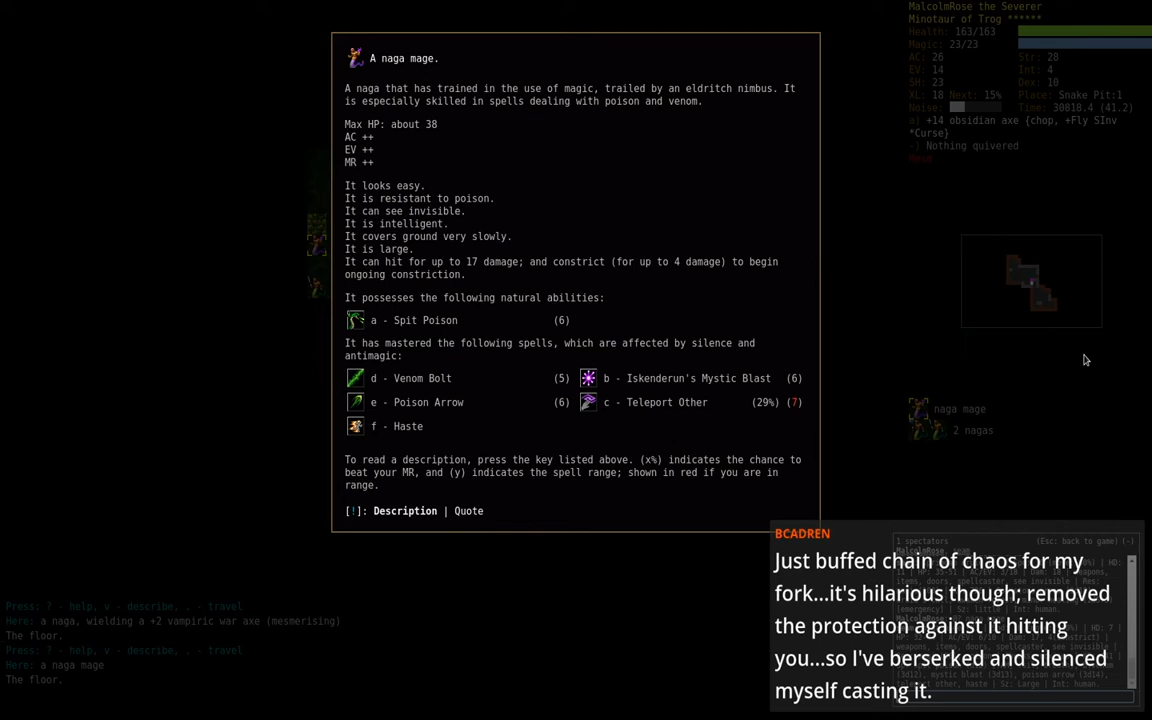 MalcolmRose the Severer
Minotaur of Trog ******
Health: 163/163
Magic: 23/23
AC: 26 Str: 28
EV: 14 Int: 4
SH: 23 Dex: 10
XL: 18 Next: 15% Place: Snake Pit:1
Noise: Time: 30818.4 (41.2)
a) +14 obsidian axe {chop, +Fly SInv
*Curse}
-) Nothing quivered
A naga mage.
A naga that has trained in the use of magic, trailed by an eldritch nimbus. It
is especially skilled in spells dealing with poison and venom.
Max HP: about 38
AC ++
EV ++
MR ++
It looks easy.
It is resistant to poison.
It can see invisible.
It is intelligent.
It covers ground very slowly.
It is large.
It can hit for up to 17 damage; and constrict (for up to 4 damage) to begin
ongoing constriction.
It possesses the following natural abilities:
a - Spit Poison (6)
It has mastered the following spells, which are affected by silence and
antimagic:
d - Venom Bolt (5) b - Iskenderun's Mystic Blast (6)
e - Poison Arrow (6) c - Teleport Other (29%) (7)
f - Haste
To read a description, press the key listed above. (x%) indicates the chance to
beat your MR, and (y) indicates the spell range; shown in red if you are in
range.
[!]: Description | Quote
naga mage
2 nagas
Press: ? - help, v - describe, . - travel
Here: a naga, wielding a +2 vampiric war axe (mesmerising)
The floor.
Press: ? - help, v - describe, . - travel
Here: a naga mage
The floor.
1 spectators (Esc: back to game) (-)
BCADREN
Just buffed chain of chaos for my
fork...it's hilarious though; removed
the protection against it hitting
you...so I've berserked and silenced
myself casting it.